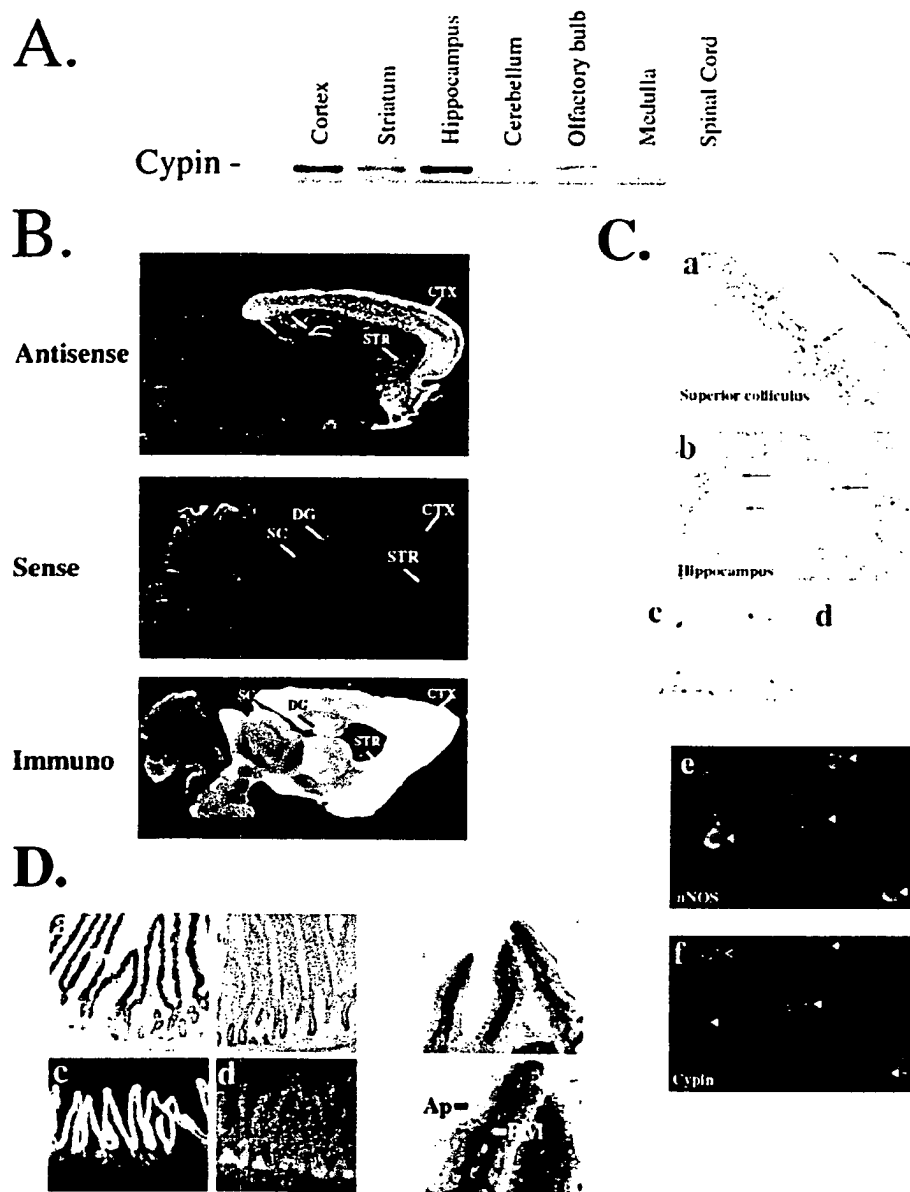 A.
Cortex
Striatum
Hippocampus
Cerebellum
Olfactory bulb
Medulla
Spinal Cord
Cypin -
B.
Antisense
CTX
STR
Sense
SC
DG
STR
CTX
Immuno
SC
DG
STR
CTX
C.
a
Superior colliculus
b
Hippocampus
c
d
e
nNOS
f
Cypin
D.
c
d
Ap